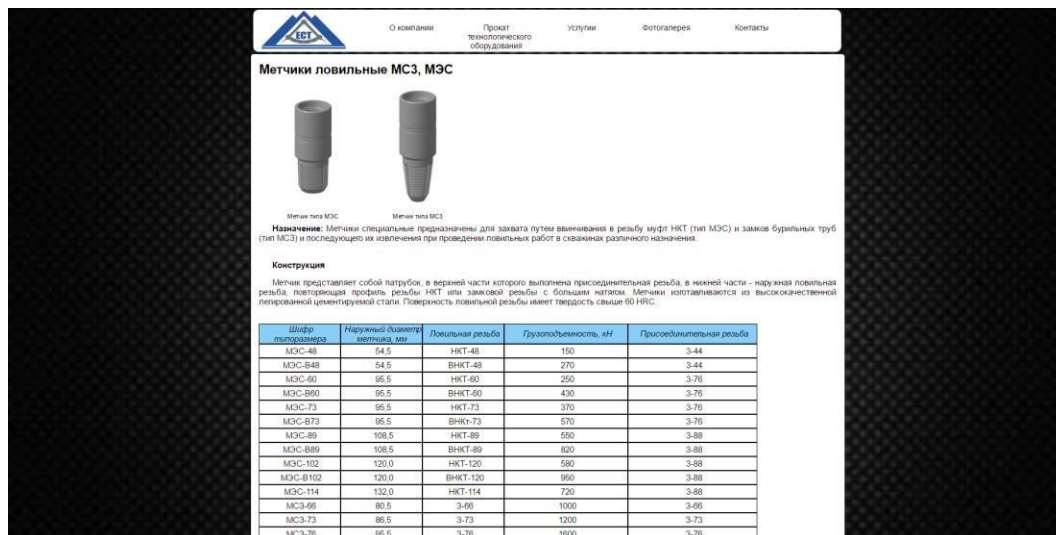 ЕСТ
О компании
Прокат технологического оборудования
Услугии
Фотогалерея
Контакты
Метчики ловильные МСЗ, МЭС
Метчик типа МЭС
Метчик типа МСЗ
Назначение: Метчики специальные предназначены для захвата путем ввинчивания в резьбу муфт НКТ (тип МЭС) и замков бурильных труб
(тип МСЗ) и последующего их извлечения при проведении ловильных работ в скважинах различного назначения.
Конструкция
Метчик представляет собой патрубок, в верхней части которого выполнена присоединительная резьба, в нижней части - наружная ловильная
резьба, повторяющая профиль резьбы НКТ или замковой резьбы с большим натягом. Метчики изготавливаются из высококачественной
легированной цементируемой стали. Поверхность ловильной резьбы имеет твердость свыше 60 HRC.
Шифр типоразмера Наружный диаметр метчика, мм Ловильная резьба Грузоподъемность, кН Присоединительная резьба
МЭС-48 54,5 НКТ-48 150 З-44
МЭС-В48 54,5 ВНКТ-48 270 З-44
МЭС-60 95,5 НКТ-60 250 З-76
МЭС-В60 95,5 ВНКТ-60 430 З-76
МЭС-73 95,5 НКТ-73 370 З-76
МЭС-В73 95,5 ВНКт-73 570 З-76
МЭС-89 108,5 НКТ-89 550 З-88
МЭС-В89 108,5 ВНКТ-89 820 З-88
МЭС-102 120,0 НКТ-120 580 З-88
МЭС-В102 120,0 ВНКТ-120 950 З-88
МЭС-114 132,0 НКТ-114 720 З-88
МСЗ-66 80,5 З-66 1000 З-66
МСЗ-73 86,5 З-73 1200 З-73
МСЗ-76 95,5 З-76 1600 З-76